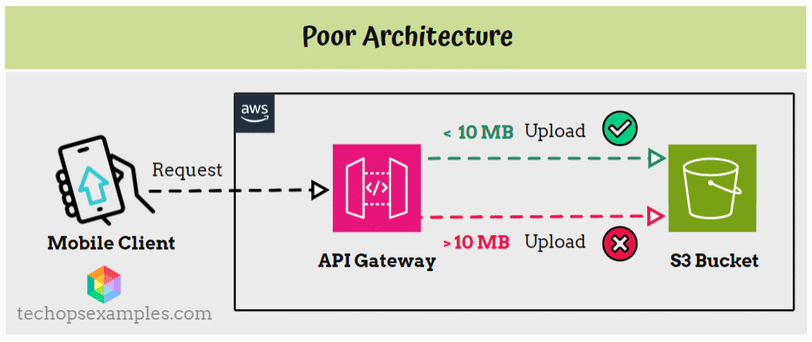 Poor Architecture
aws
< 10 MB Upload
Request
</>
>10 MB Upload
Mobile Client
API Gateway
S3 Bucket
techopsexamples.com